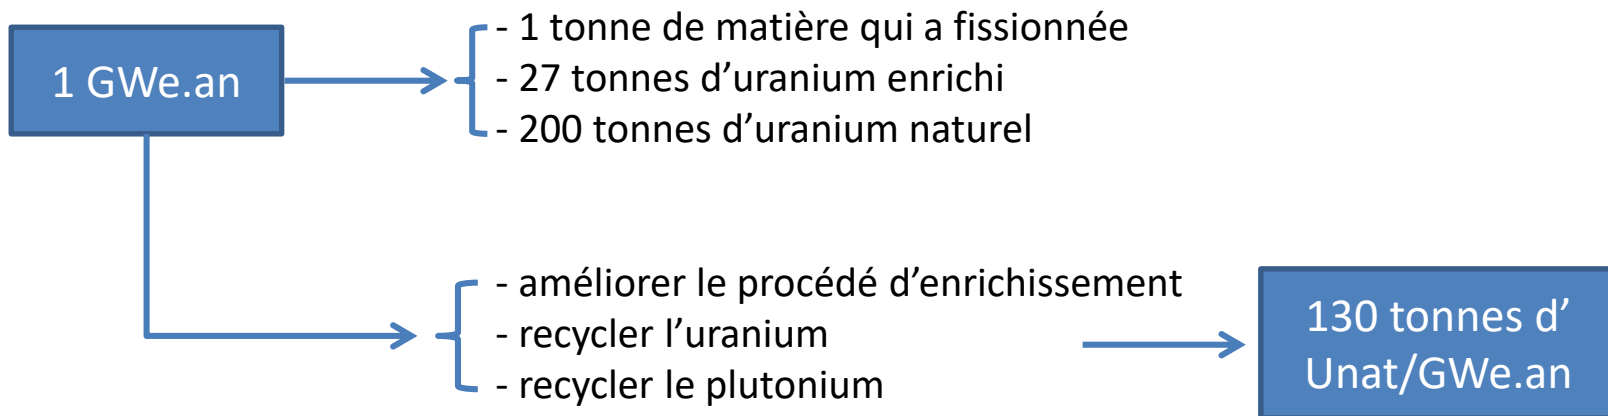 1 GWe.an
- 1 tonne de matière qui a fissionnée
- 27 tonnes d’uranium enrichi
- 200 tonnes d’uranium naturel
- améliorer le procédé d’enrichissement
- recycler l’uranium
- recycler le plutonium
130 tonnes d’
Unat/GWe.an